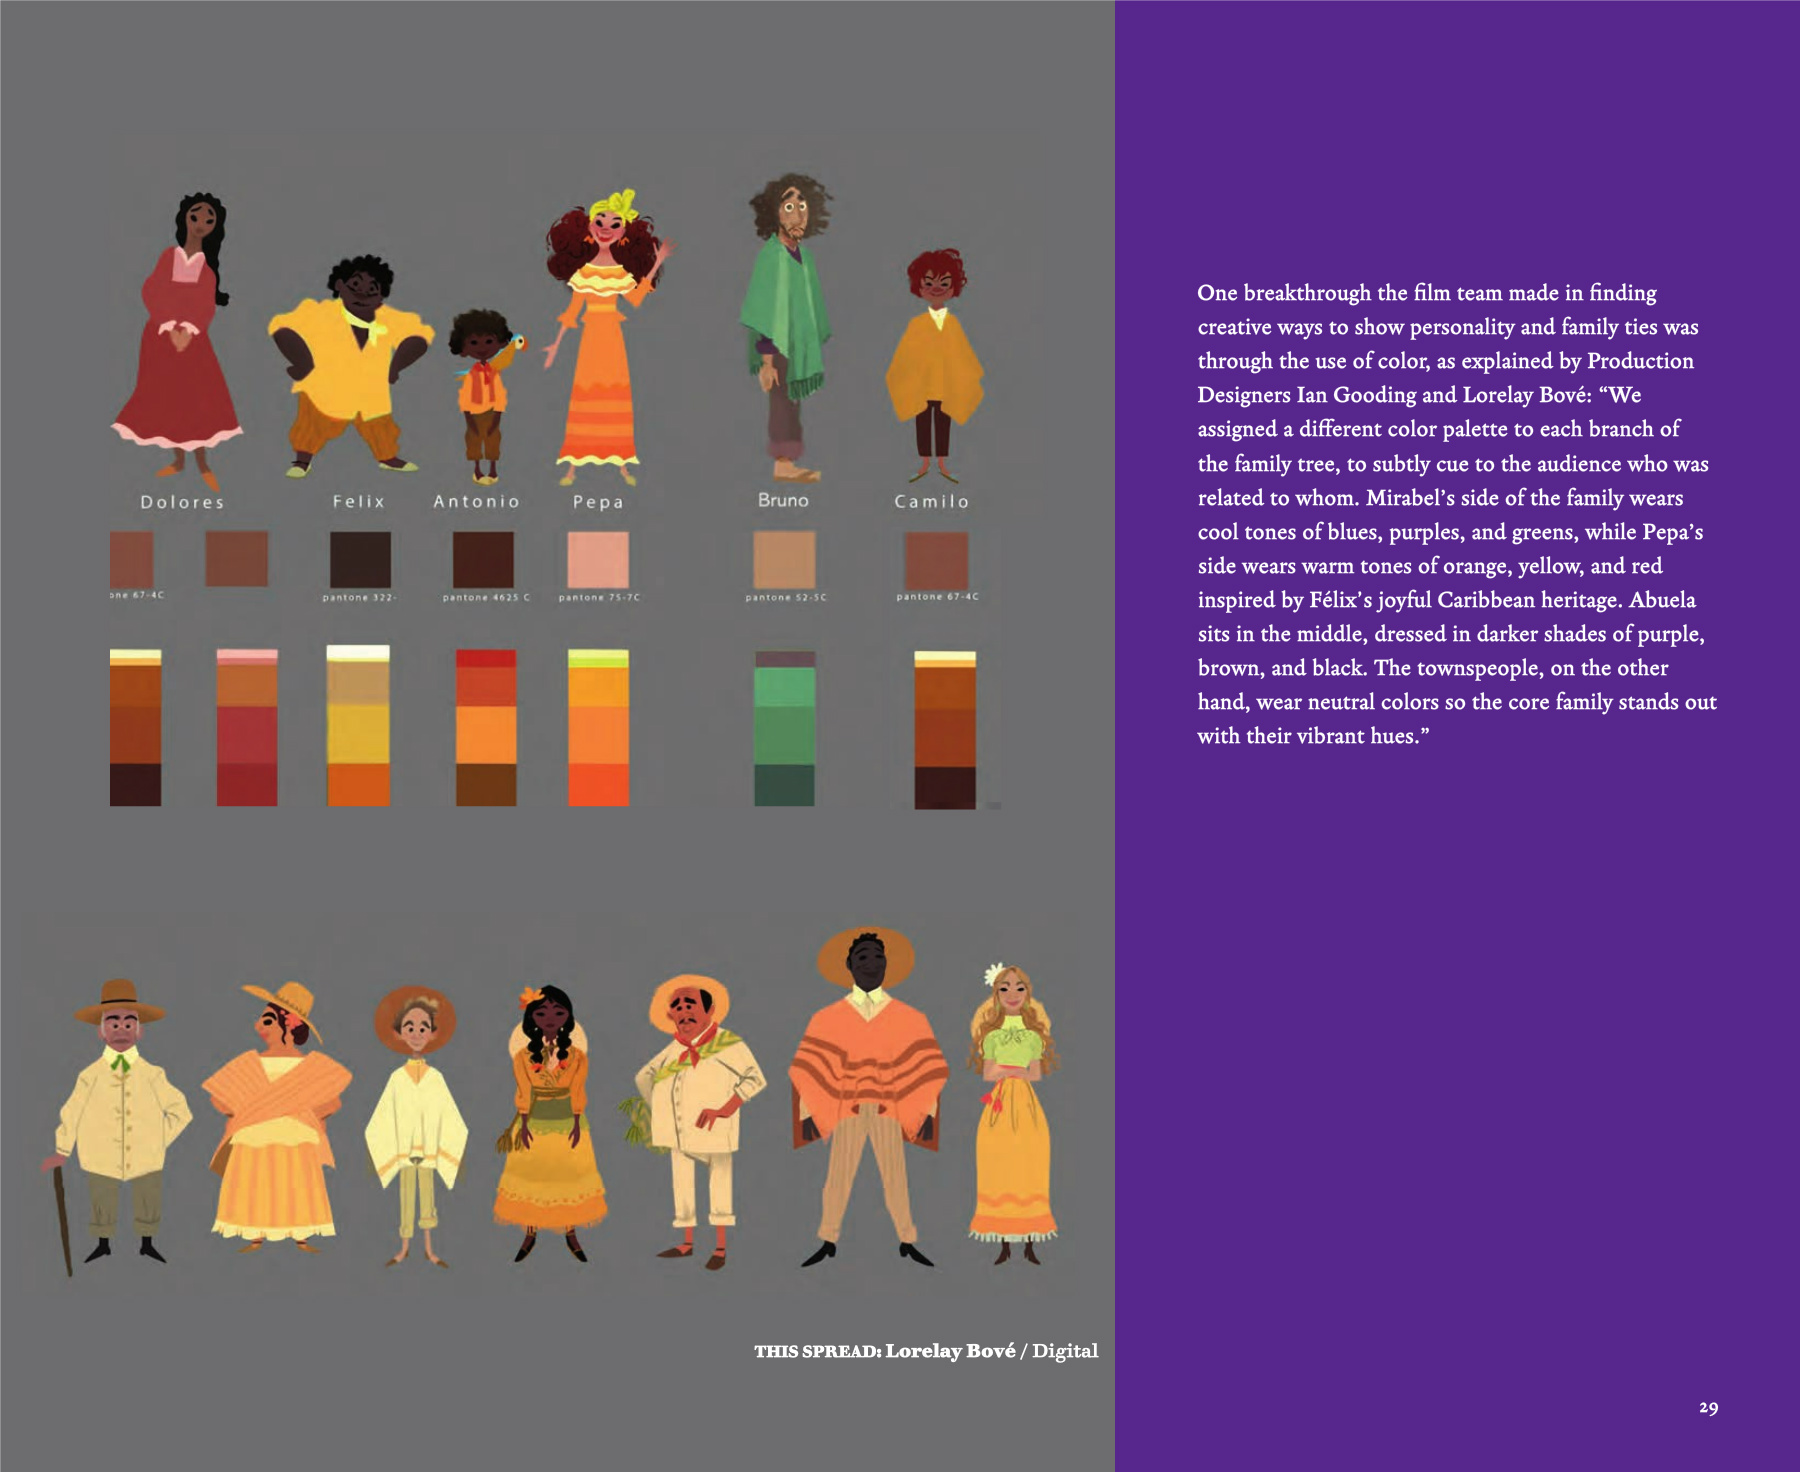 Dolores Felix Antonio Pepa Bruno Camilo
one 67-4C pantone 322- pantone 4625 C pantone 75-7C pantone 52-5C pantone 67-4C
THIS SPREAD: Lorelay Bové / Digital
One breakthrough the film team made in finding
creative ways to show personality and family ties was
through the use of color, as explained by Production
Designers Ian Gooding and Lorelay Bové: “We
assigned a different color palette to each branch of
the family tree, to subtly cue to the audience who was
related to whom. Mirabel’s side of the family wears
cool tones of blues, purples, and greens, while Pepa’s
side wears warm tones of orange, yellow, and red
inspired by Félix’s joyful Caribbean heritage. Abuela
sits in the middle, dressed in darker shades of purple,
brown, and black. The townspeople, on the other
hand, wear neutral colors so the core family stands out
with their vibrant hues.”
29